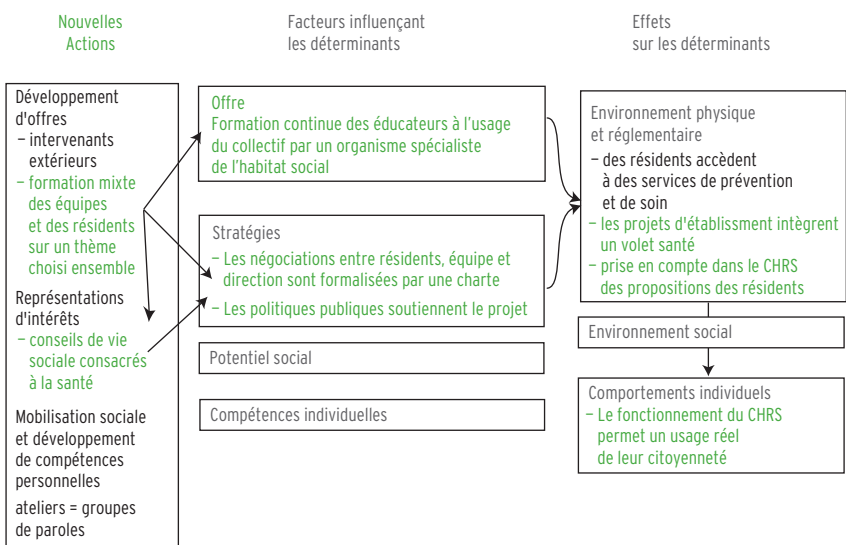 Nouvelles
Actions
Facteurs influençant
les déterminants
Effets
sur les déterminants
Développement
d'offres
– intervenants
extérieurs
– formation mixte
des équipes
et des résidents
sur un thème
choisi ensemble
Représentations
d'intérêts
– conseils de vie
sociale consacrés
à la santé
Mobilisation sociale
et développement
de compétences
personnelles
ateliers = groupes
de paroles
Offre
Formation continue des éducateurs à l'usage
du collectif par un organisme spécialiste
de l'habitat social
Stratégies
– Les négociations entre résidents, équipe et
direction sont formalisées par une charte
– Les politiques publiques soutiennent le projet
Potentiel social
Compétences individuelles
Environnement physique
et réglementaire
– des résidents accèdent
à des services de prévention
et de soin
– les projets d'établissment intègrent
un volet santé
– prise en compte dans le CHRS
des propositions des résidents
Environnement social
Comportements individuels
– Le fonctionnement du CHRS
permet un usage réel
de leur citoyenneté